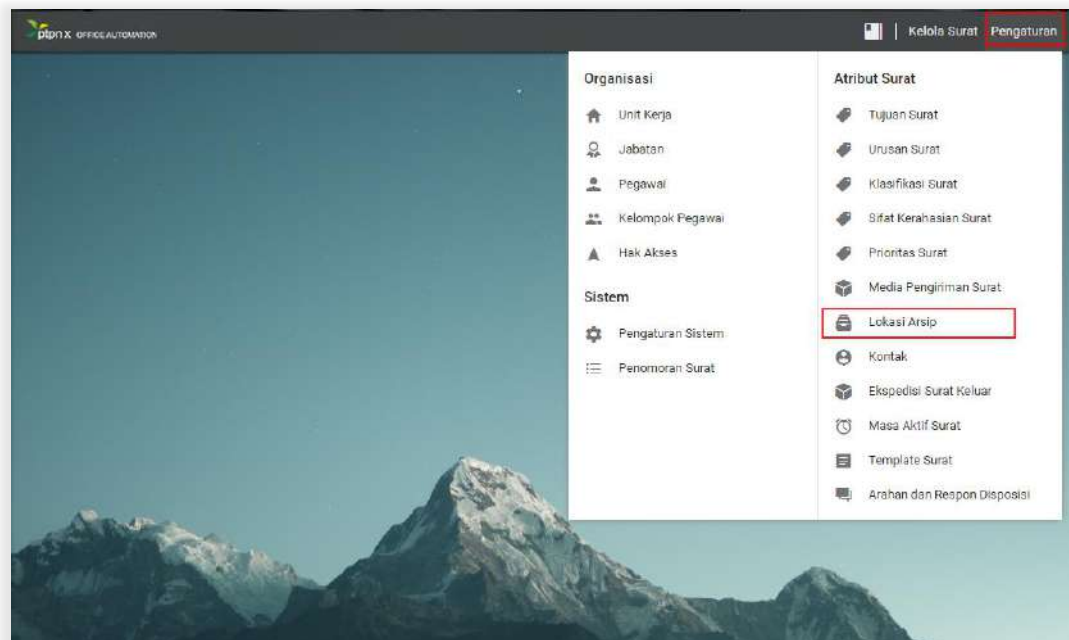 ptpn x OFFICE AUTOMATION
Kelola Surat
Pengaturan
Organisasi
Unit Kerja
Jabatan
Pegawai
Kelompok Pegawai
Hak Akses
Sistem
Pengaturan Sistem
Penomoran Surat
Atribut Surat
Tujuan Surat
Urusan Surat
Klasifikasi Surat
Sifat Kerahasian Surat
Prioritas Surat
Media Pengiriman Surat
Lokasi Arsip
Kontak
Ekspedisi Surat Keluar
Masa Aktif Surat
Template Surat
Arahan dan Respon Disposisi